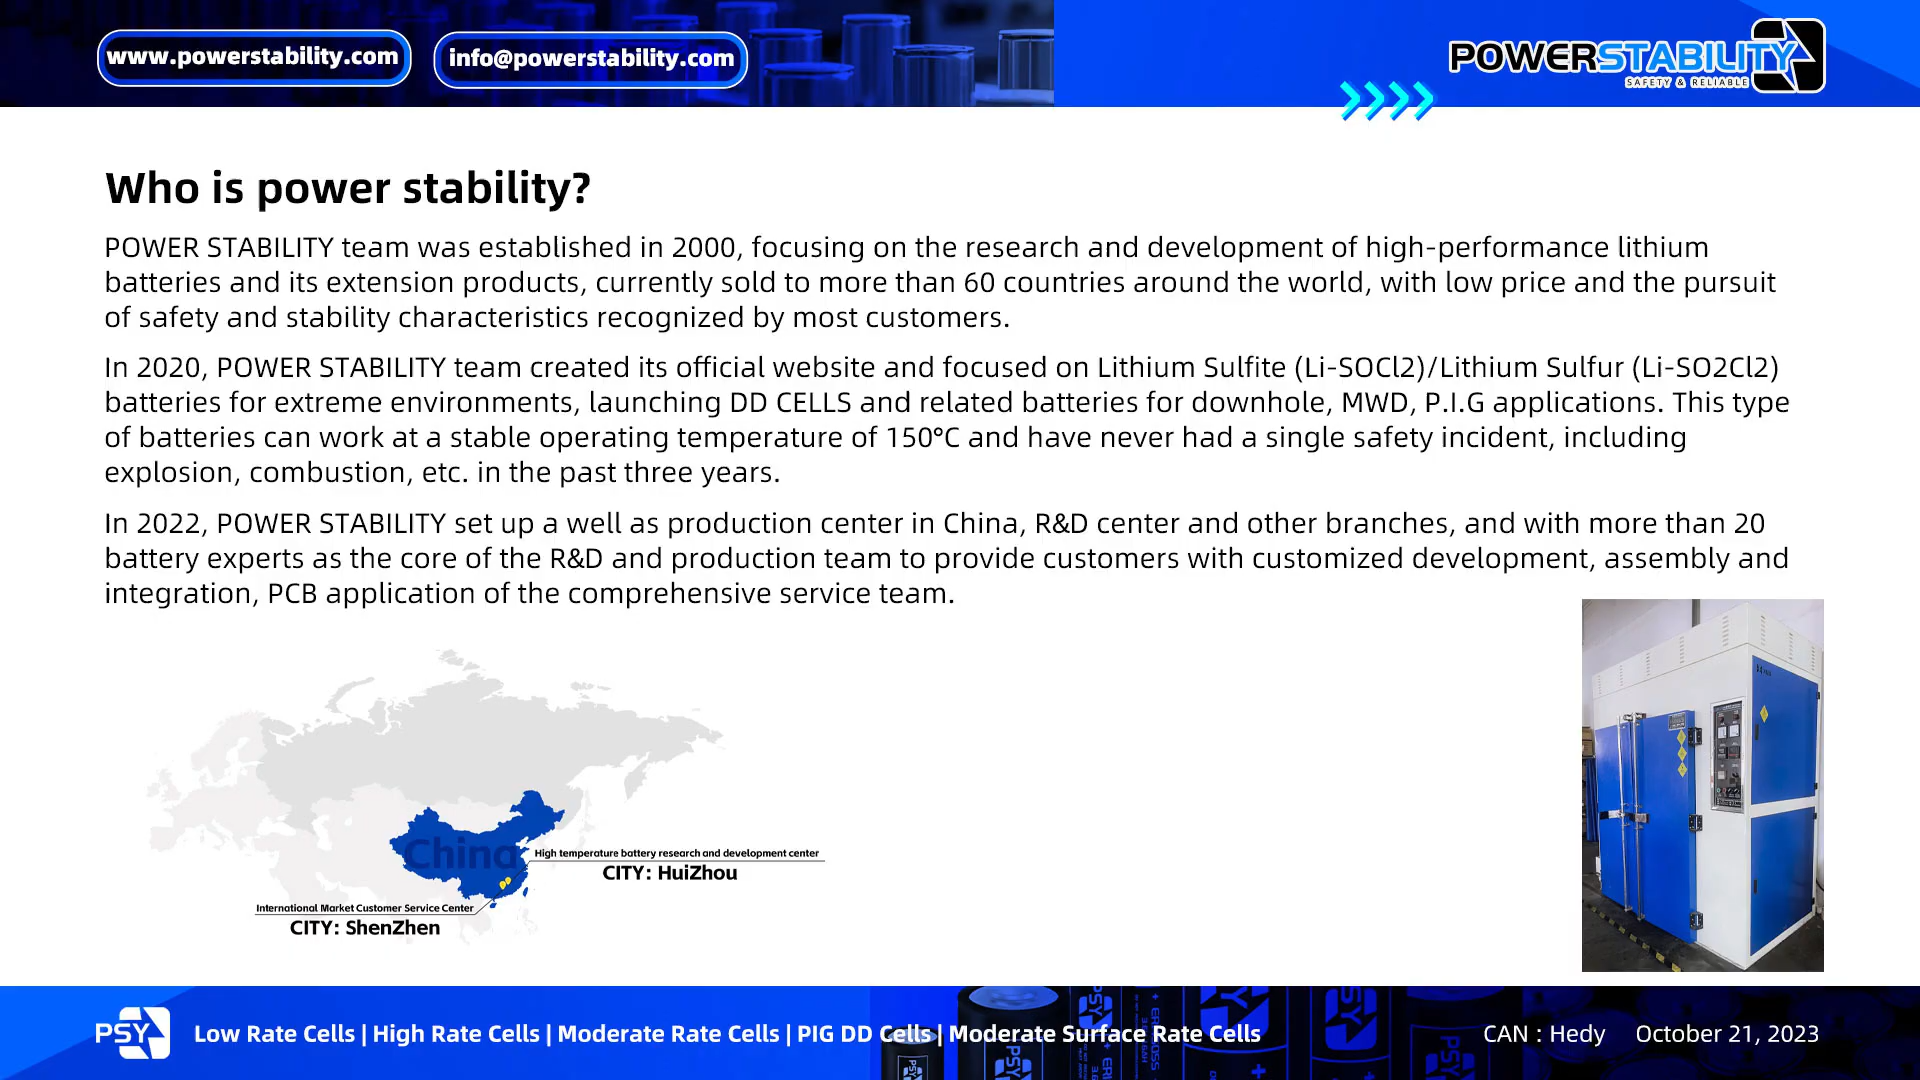 www.powerstability.com
info@powerstability.com
POWERSTABILITY
SAFETY & RELIABLE
Who is power stability?
POWER STABILITY team was established in 2000, focusing on the research and development of high-performance lithium
batteries and its extension products, currently sold to more than 60 countries around the world, with low price and the pursuit
of safety and stability characteristics recognized by most customers.
In 2020, POWER STABILITY team created its official website and focused on Lithium Sulfite (Li-SOCl2)/Lithium Sulfur (Li-SO2Cl2)
batteries for extreme environments, launching DD CELLS and related batteries for downhole, MWD, P.I.G applications. This type
of batteries can work at a stable operating temperature of 150°C and have never had a single safety incident, including
explosion, combustion, etc. in the past three years.
In 2022, POWER STABILITY set up a well as production center in China, R&D center and other branches, and with more than 20
battery experts as the core of the R&D and production team to provide customers with customized development, assembly and
integration, PCB application of the comprehensive service team.
China
High temperature battery research and development center
CITY: HuiZhou
International Market Customer Service Center
CITY: ShenZhen
PSY
Low Rate Cells | High Rate Cells | Moderate Rate Cells | PIG DD Cells | Moderate Surface Rate Cells
CAN : Hedy
October 21, 2023